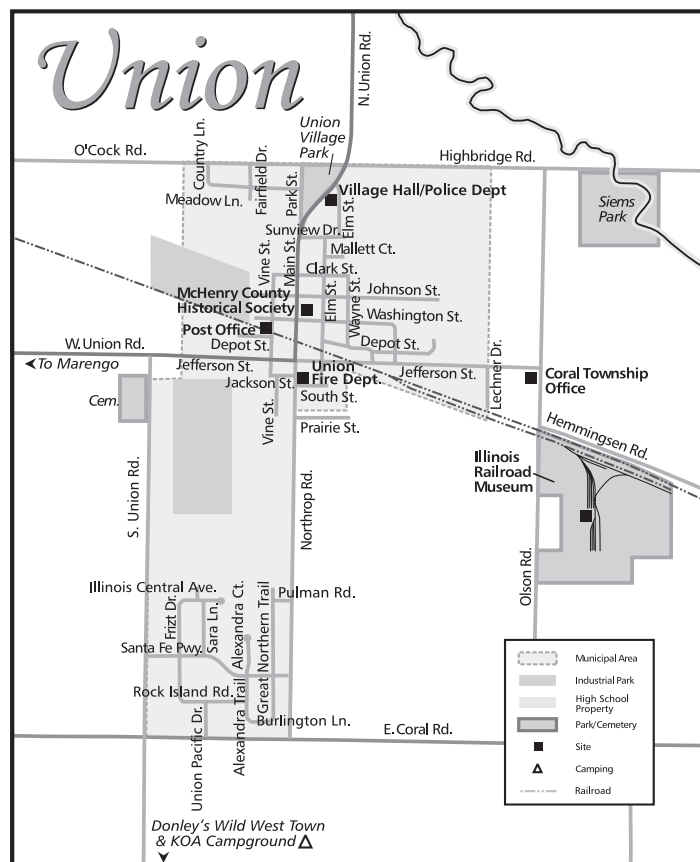 Union
N. Union Rd.
Union
Village
Park
O'Cock Rd.
Country Ln.
Fairfield Dr.
Highbridge Rd.
Meadow Ln.
Park St.
Village Hall/Police Dept
Elm St.
Siems
Park
Sunview Dr.
Mallett Ct.
Vine St.
Main St.
Clark St.
McHenry County
Historical Society
Elm St.
Wayne St.
Johnson St.
Washington St.
Post Office
Depot St.
Depot St.
W. Union Rd.
To Marengo
Jefferson St.
Union
Fire Dept.
Jefferson St.
Lechner Dr.
Coral Township
Office
Jackson St.
Cem.
South St.
Vine St.
Prairie St.
Hemmingsen Rd.
Illinois
Railroad
Museum
S. Union Rd.
Northrop Rd.
Olson Rd.
Illinois Central Ave.
Frizt Dr.
Sara Ln.
Alexandra Ct.
Great Northern Trail
Pulman Rd.
Santa Fe Pwy.
Rock Island Rd.
Alexandra Trail
Burlington Ln.
Union Pacific Dr.
E. Coral Rd.
Municipal Area
Industrial Park
High School
Property
Park/Cemetery
Site
Camping
Railroad
Donley's Wild West Town
& KOA Campground